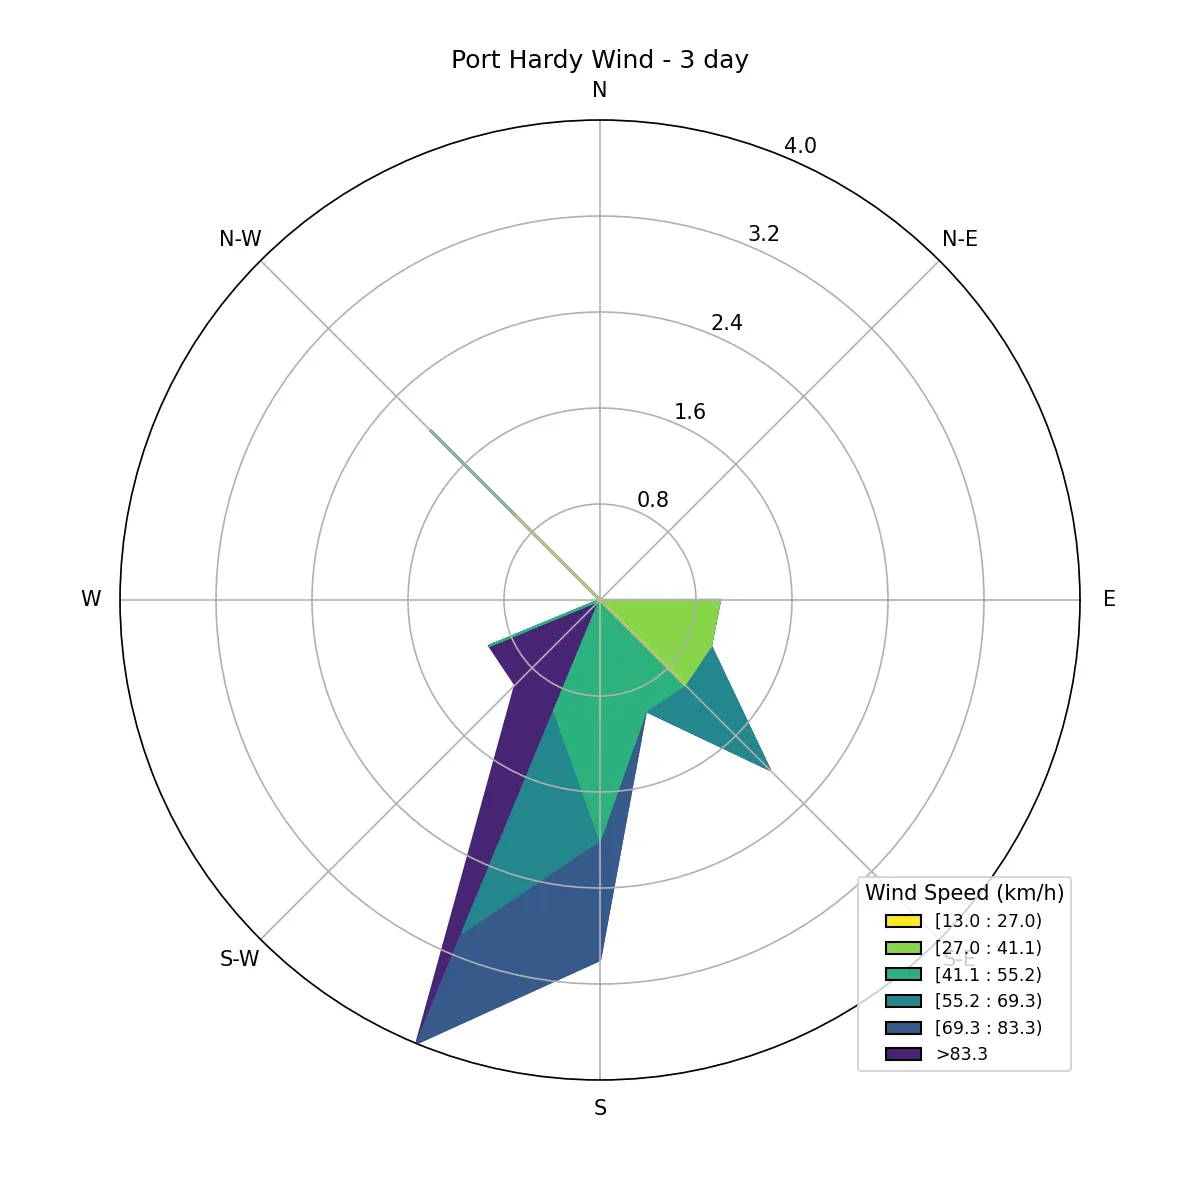 Port Hardy Wind - 3 day
N
4.0
N-W
N-E
3.2
2.4
1.6
0.8
W
E
Wind Speed (km/h)
[13.0 : 27.0)
[27.0 : 41.1)
S-W
S-E
[41.1 : 55.2)
[55.2 : 69.3)
[69.3 : 83.3)
>83.3
S